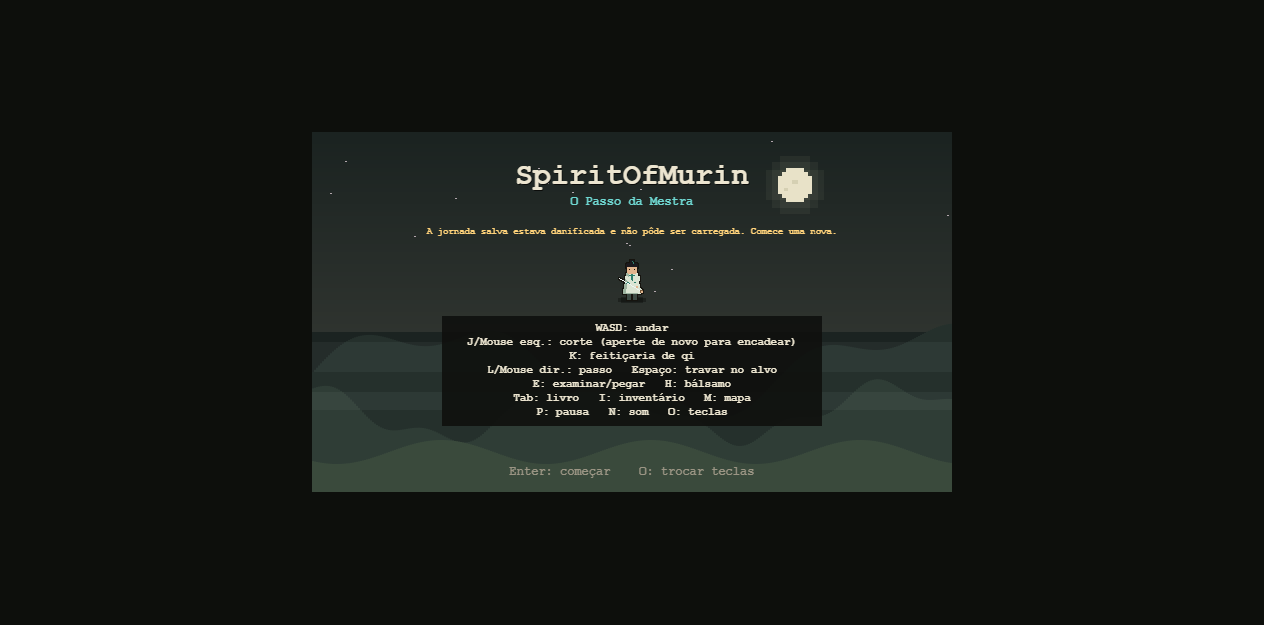 SpiritOfMurin
O Passo da Mestra
A jornada salva estava danificada e não pôde ser carregada. Comece uma nova.
WASD: andar
J/Mouse esq.: corte (aperte de novo para encadear)
K: feitiçaria de qi
L/Mouse dir.: passo Espaço: travar no alvo
E: examinar/pegar H: bálsamo
Tab: livro I: inventário M: mapa
P: pausa N: som O: teclas
Enter: começar O: trocar teclas